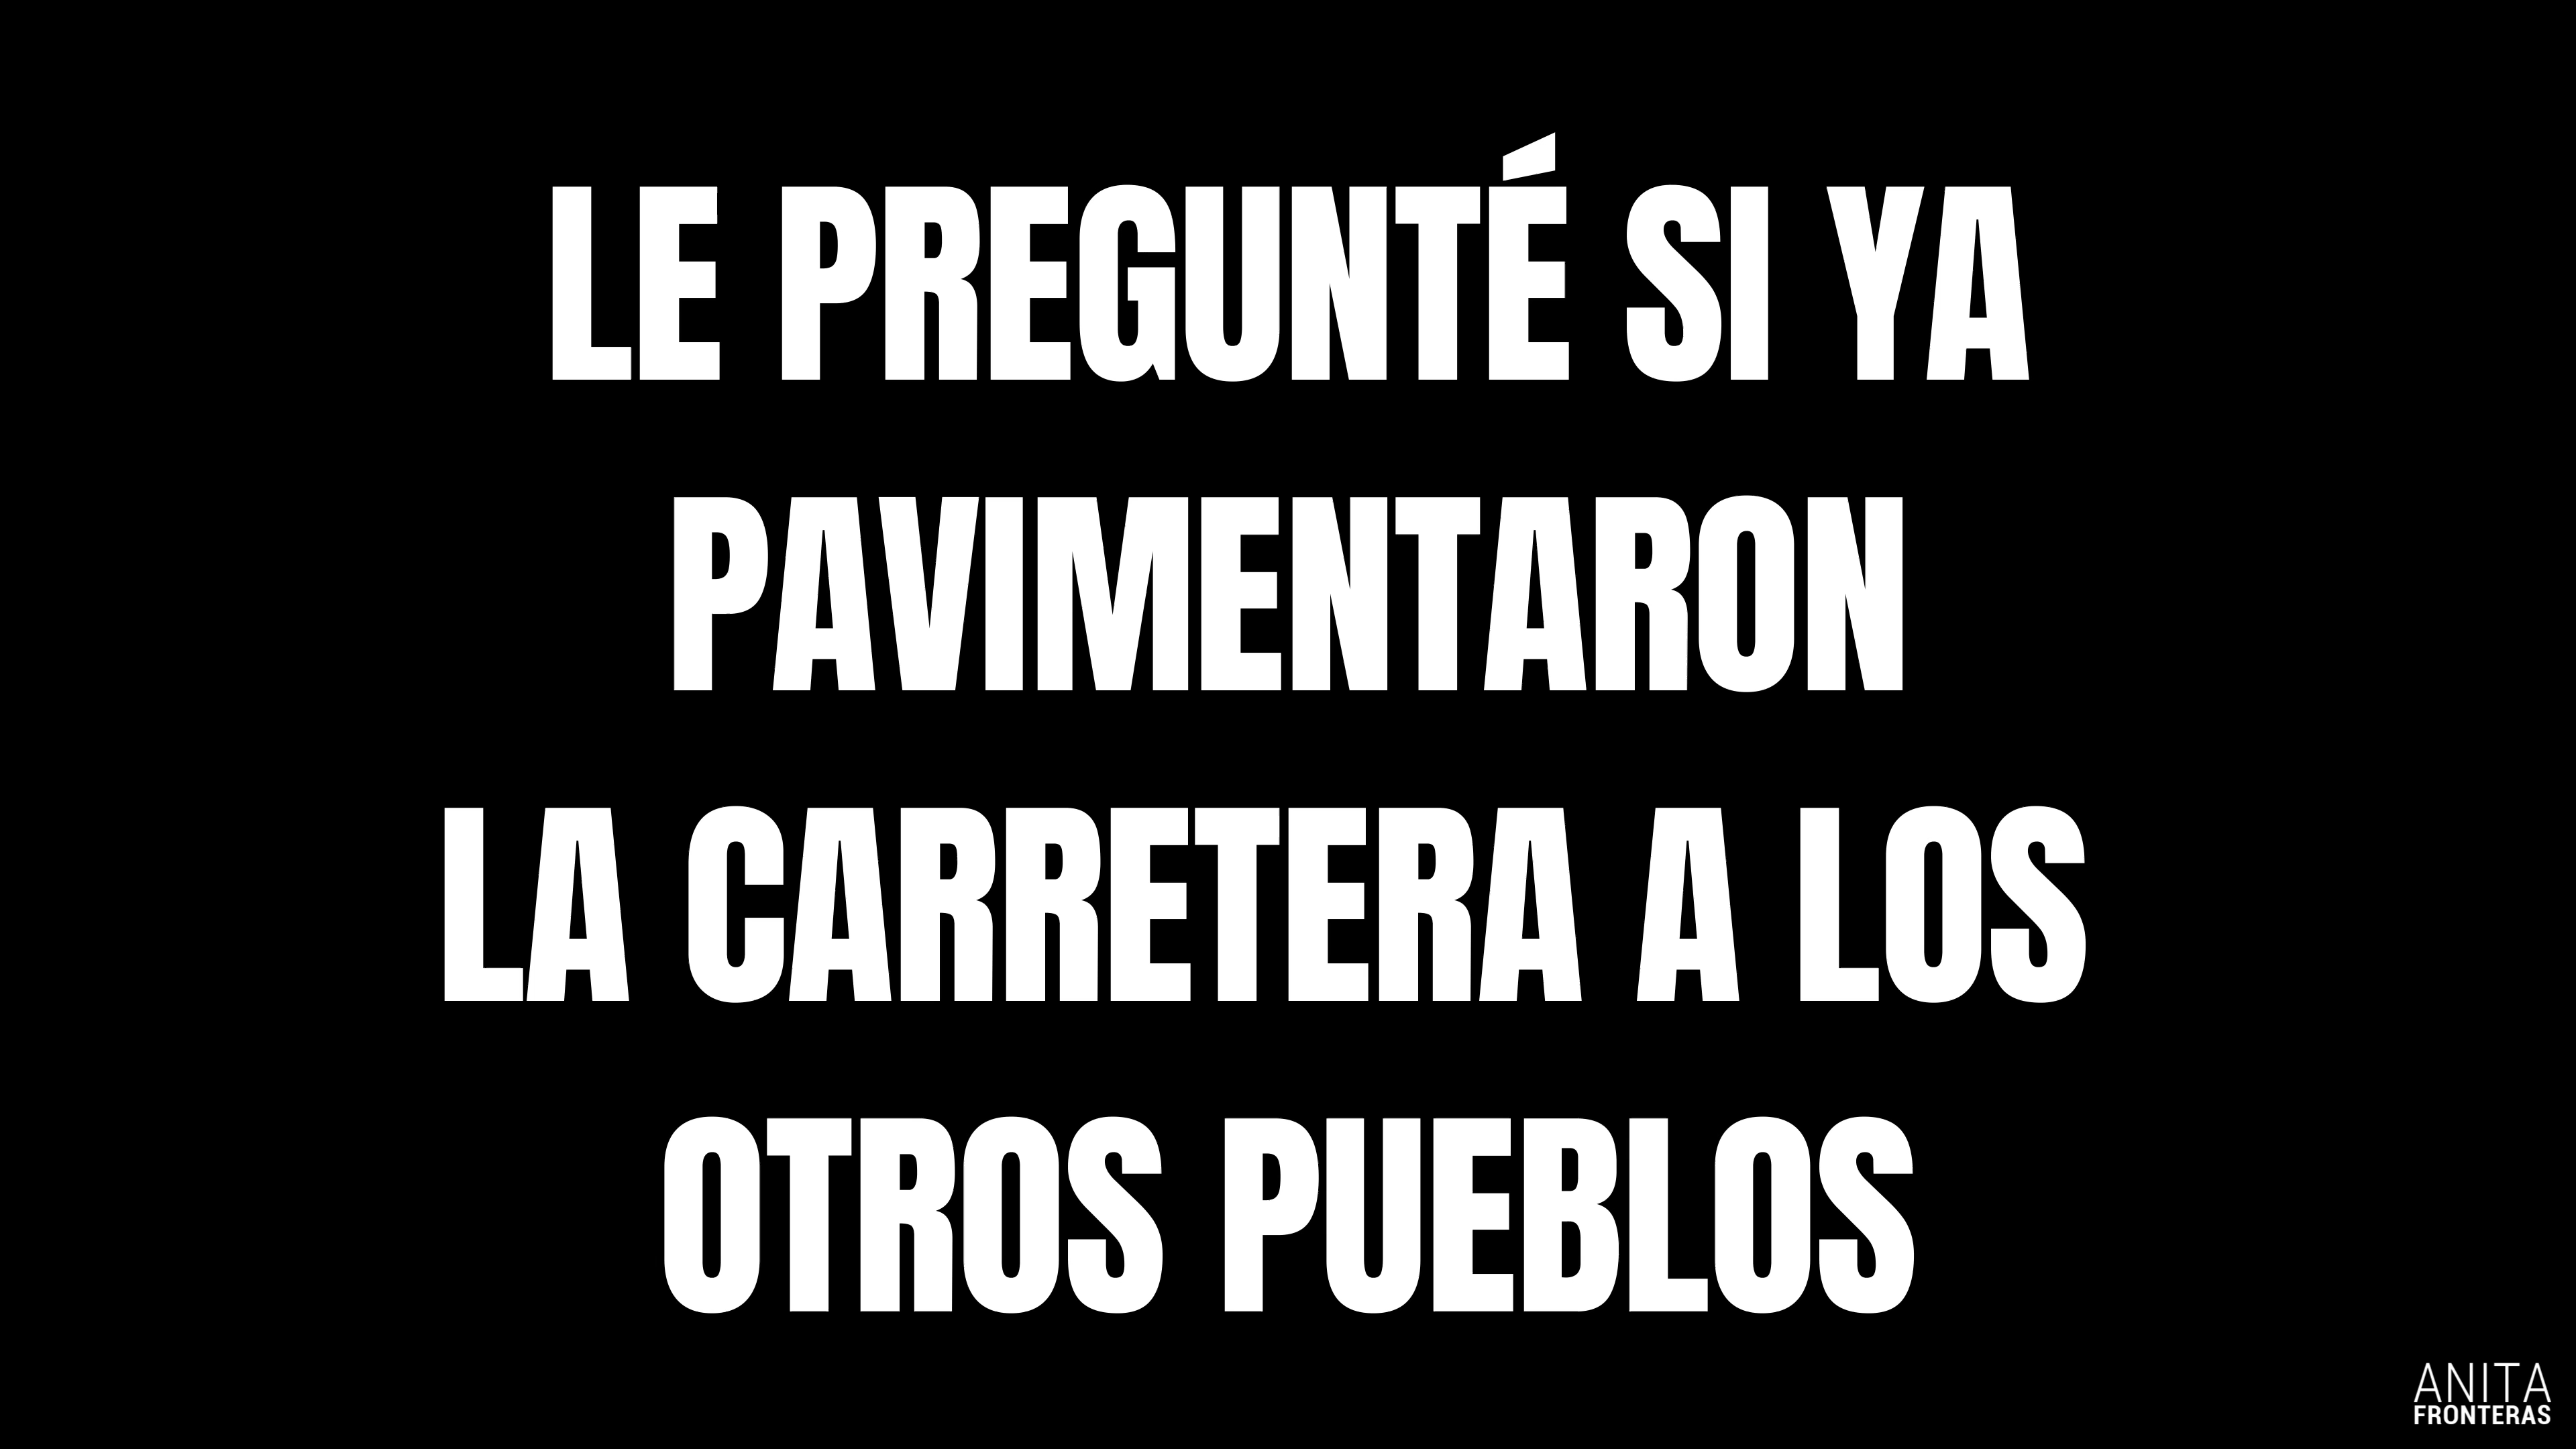 LE PREGUNTÉ SI YA
PAVIMENTARON
LA CARRETERA A LOS
OTROS PUEBLOS
ANITA
FRONTERAS